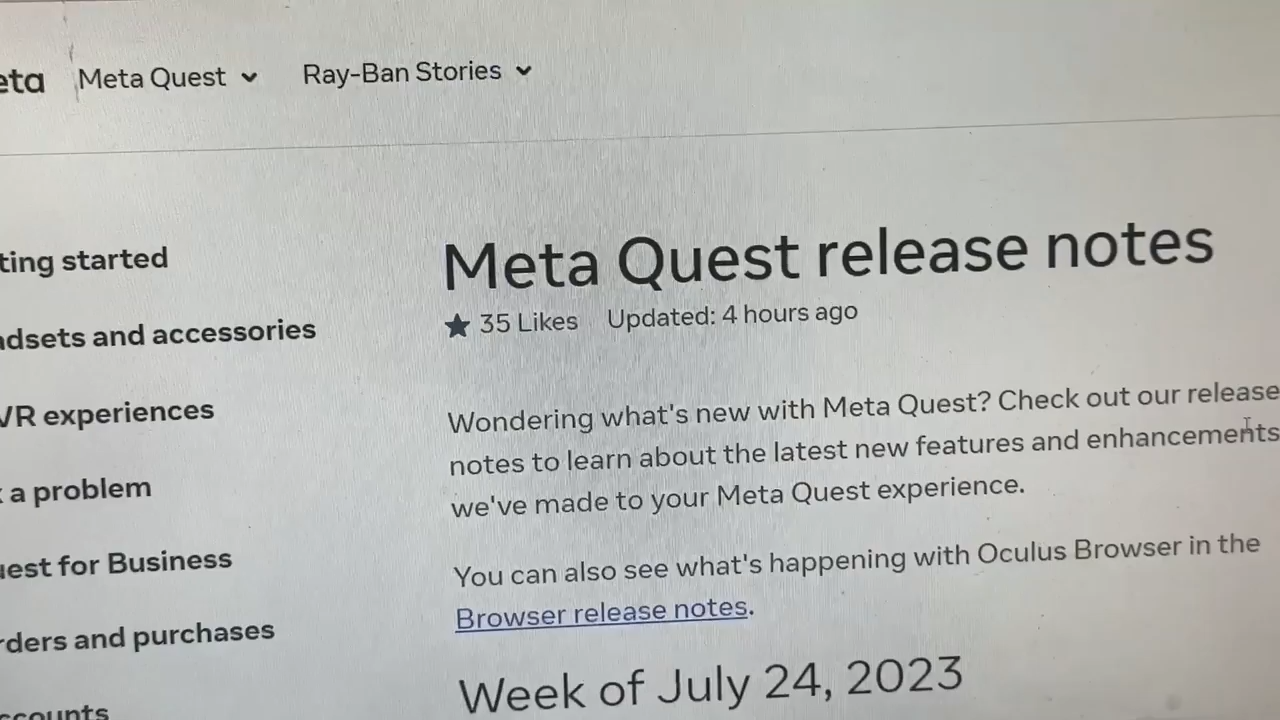 eta Meta Quest Ray-Ban Stories
Meta Quest release notes
35 Likes Updated: 4 hours ago
ting started
adsets and accessories
VR experiences
a problem
uest for Business
rders and purchases
ccounts
Wondering what's new with Meta Quest? Check out our release
notes to learn about the latest new features and enhancements
we've made to your Meta Quest experience.
You can also see what's happening with Oculus Browser in the
Browser release notes.
Week of July 24, 2023